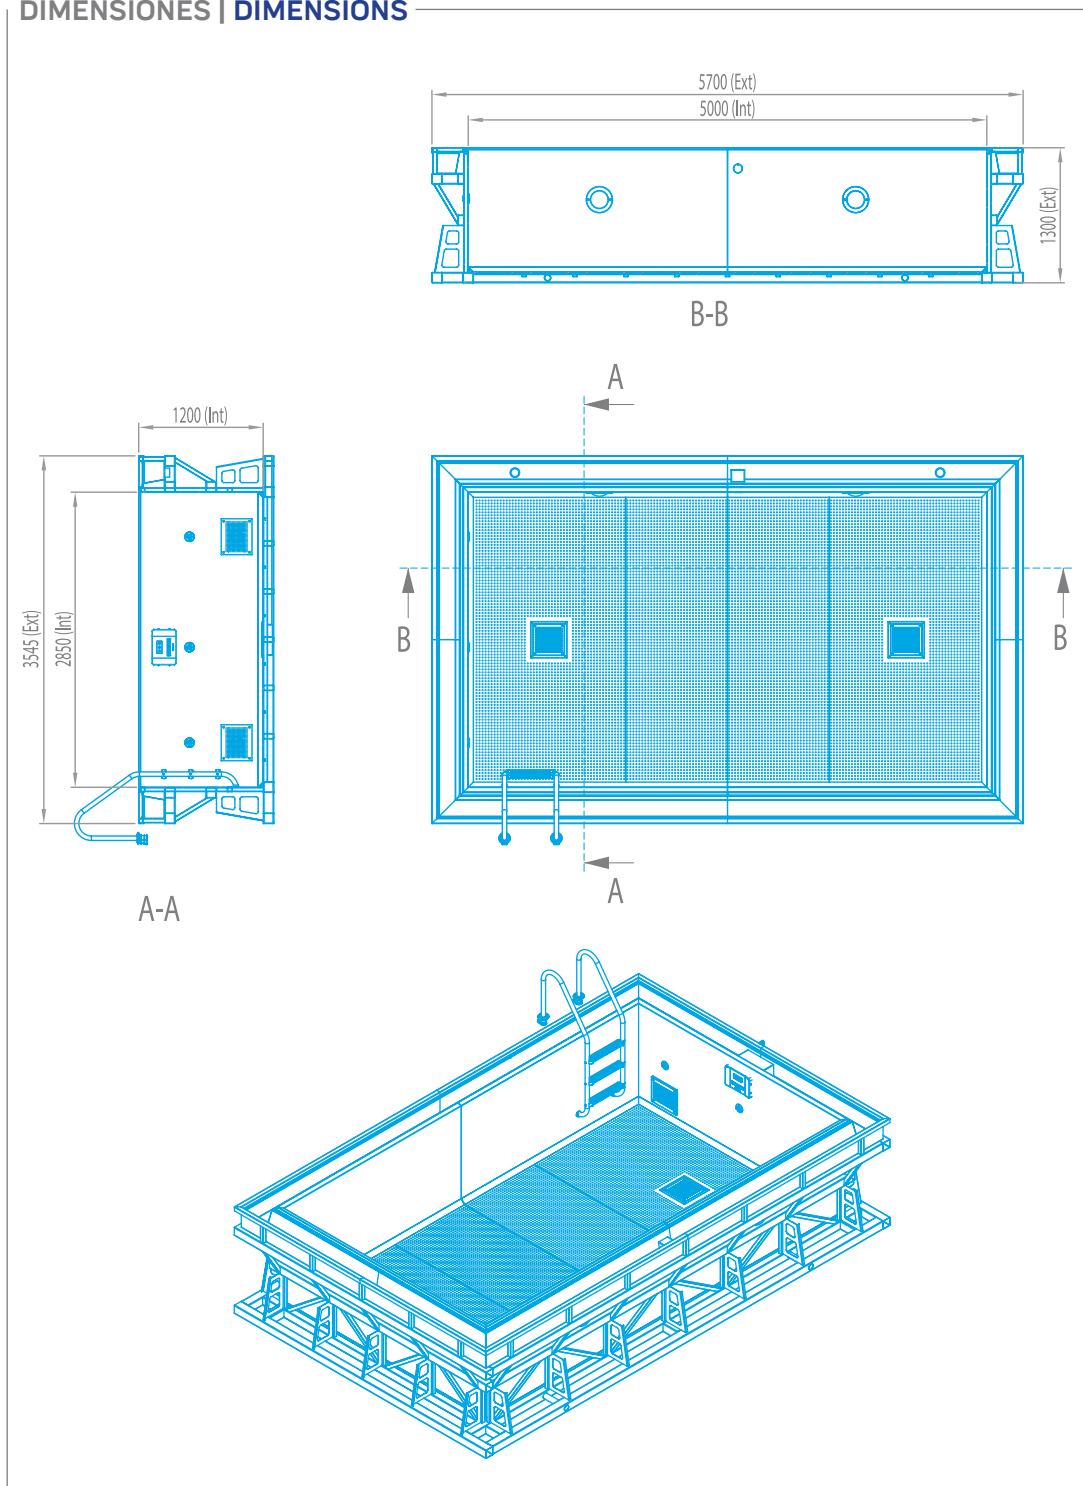 DIMENSIONES | DIMENSIONS
5700 (Ext)
5000 (Int)
1300 (Ext)
B-B
A
1200 (Int)
3545 (Ext)
2850 (Int)
B
B
A
A-A